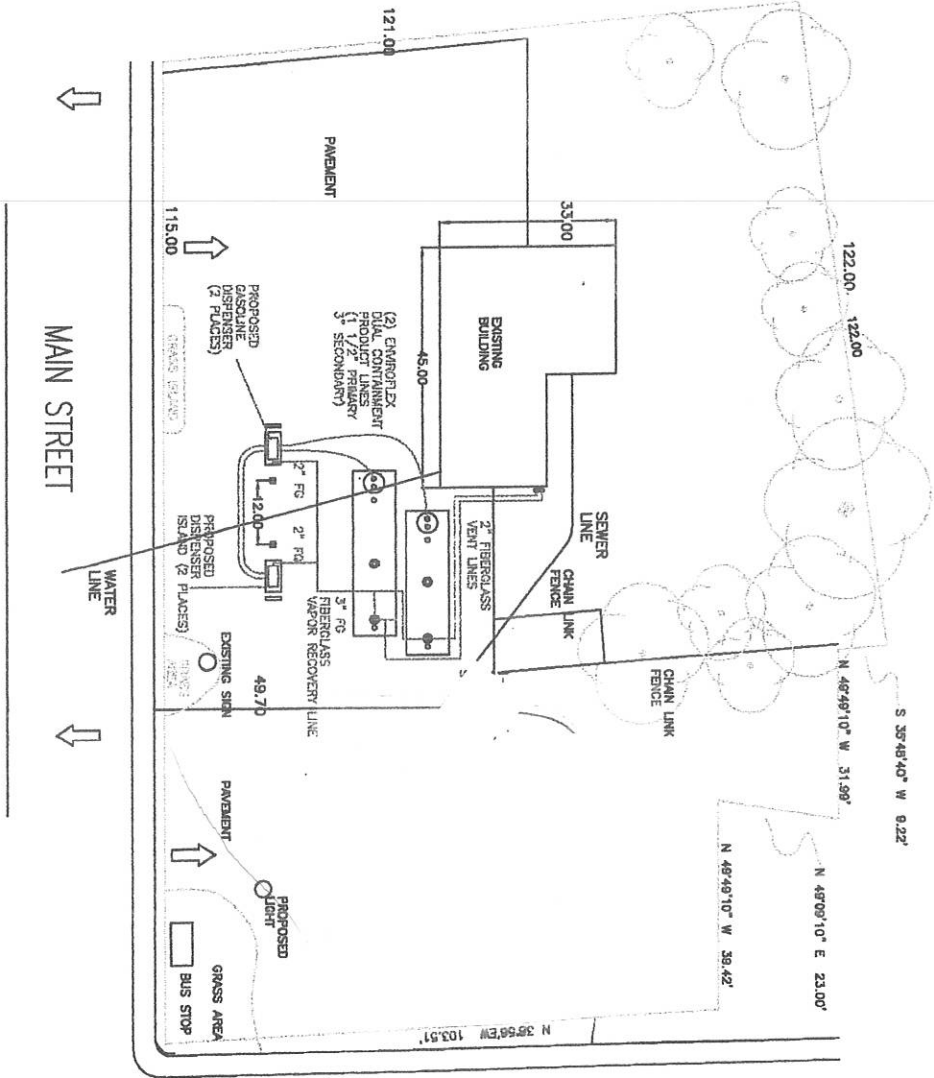 121.00
PAVEMENT
115.00
MAIN STREET
33.00
122.00
122.00
EXISTING
BUILDING
45.00
PROPOSED
GASOLINE
DISPENSER
(2 PLACES)
(2) ENVIROFLEX
DUAL CONTAINMENT
PRODUCT LINES
(1 1/2" PRIMARY
3" SECONDARY)
GRASS ISLAND
2" FG
2" FG
12.00
PROPOSED
DISPENSER
ISLAND (2 PLACES)
WATER
LINE
2" FIBERGLASS
VENT LINES
SEWER
LINE
CHAIN LINK
FENCE
CHAIN LINK
FENCE
3" FG
FIBERGLASS
VAPOR RECOVERY LINE
EXISTING SIGN
49.70
PAVEMENT
PROPOSED
LIGHT
GRASS AREA
BUS STOP
S 35°48'40" W 9.22'
N 49°49'10" W 31.99'
N 49°09'10" E 23.00'
N 49°49'10" W 39.42'
103.51'